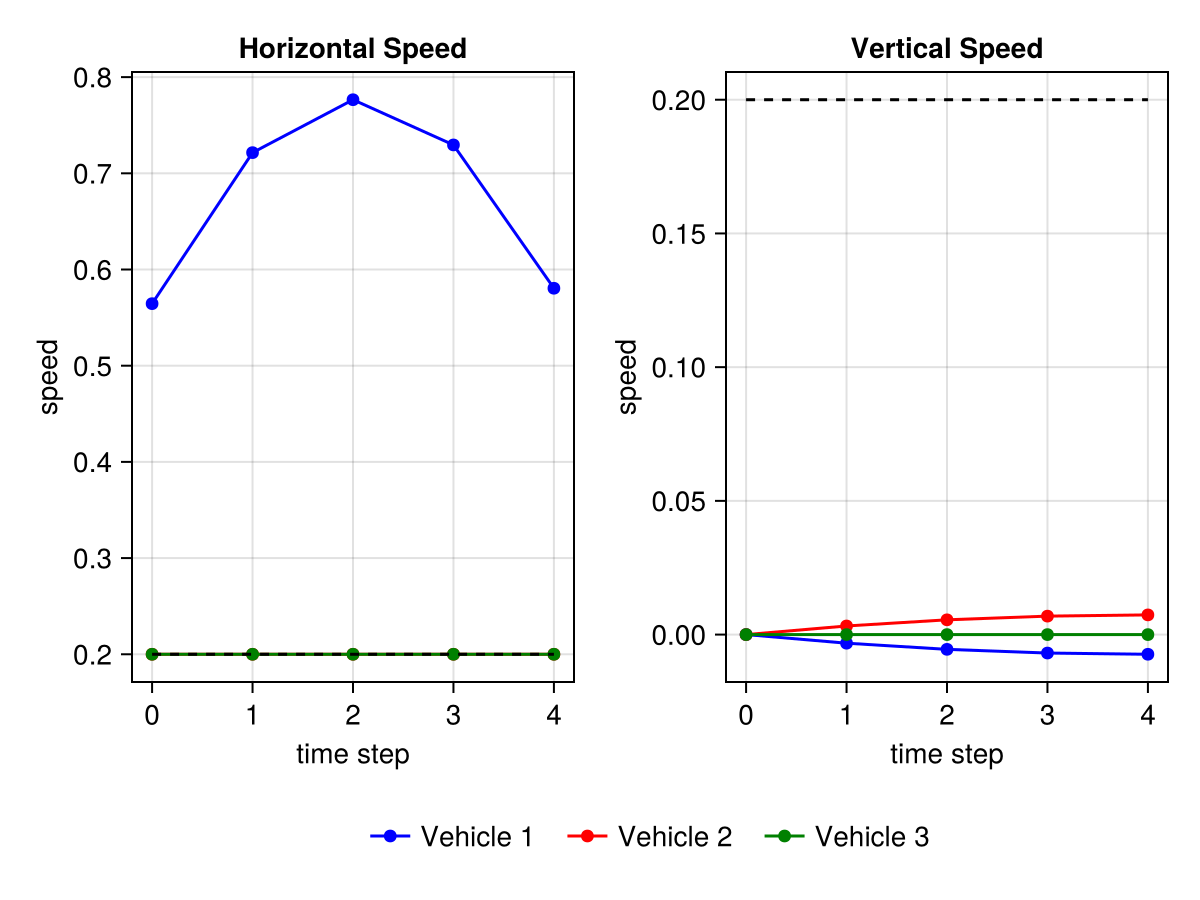 Horizontal Speed
0.8
0.7
0.6
0.5
0.4
0.3
0.2
speed
0 1 2 3 4
time step
Vertical Speed
0.20
0.15
0.10
0.05
0.00
speed
0 1 2 3 4
time step
Vehicle 1 Vehicle 2 Vehicle 3